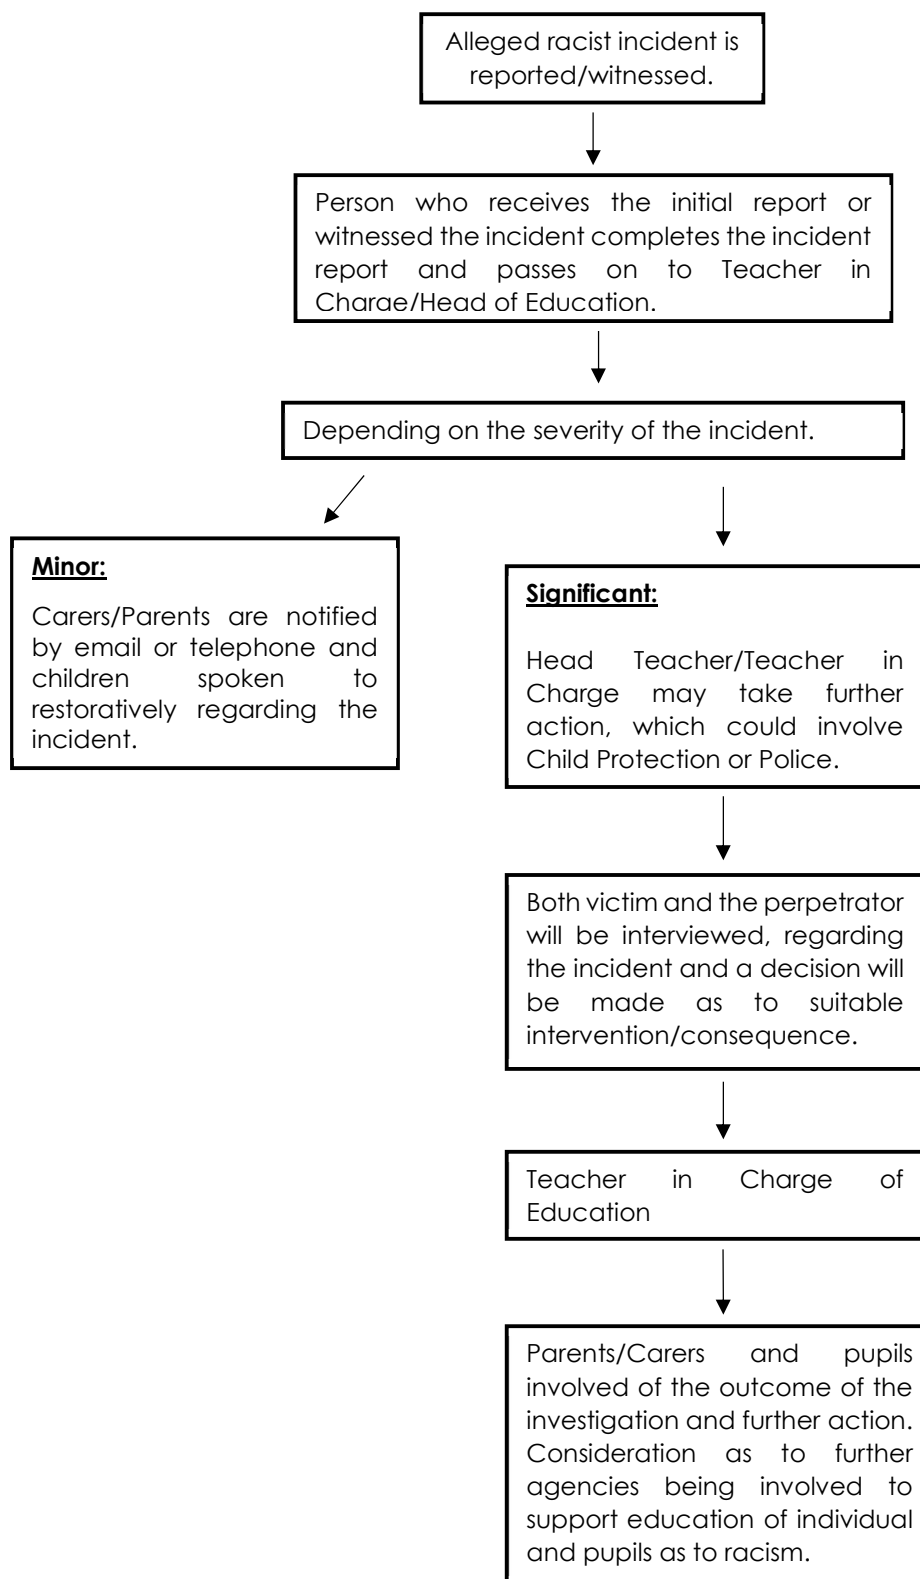 Alleged racist incident is
reported/witnessed.
Person who receives the initial report or
witnessed the incident completes the incident
report and passes on to Teacher in
Charge/Head of Education.
Depending on the severity of the incident.
Minor:
Carers/Parents are notified
by email or telephone and
children spoken to
restoratively regarding the
incident.
Significant:
Head Teacher/Teacher in
Charge may take further
action, which could involve
Child Protection or Police.
Both victim and the perpetrator
will be interviewed, regarding
the incident and a decision will
be made as to suitable
intervention/consequence.
Teacher in Charge of
Education
Parents/Carers and pupils
involved of the outcome of the
investigation and further action.
Consideration as to further
agencies being involved to
support education of individual
and pupils as to racism.